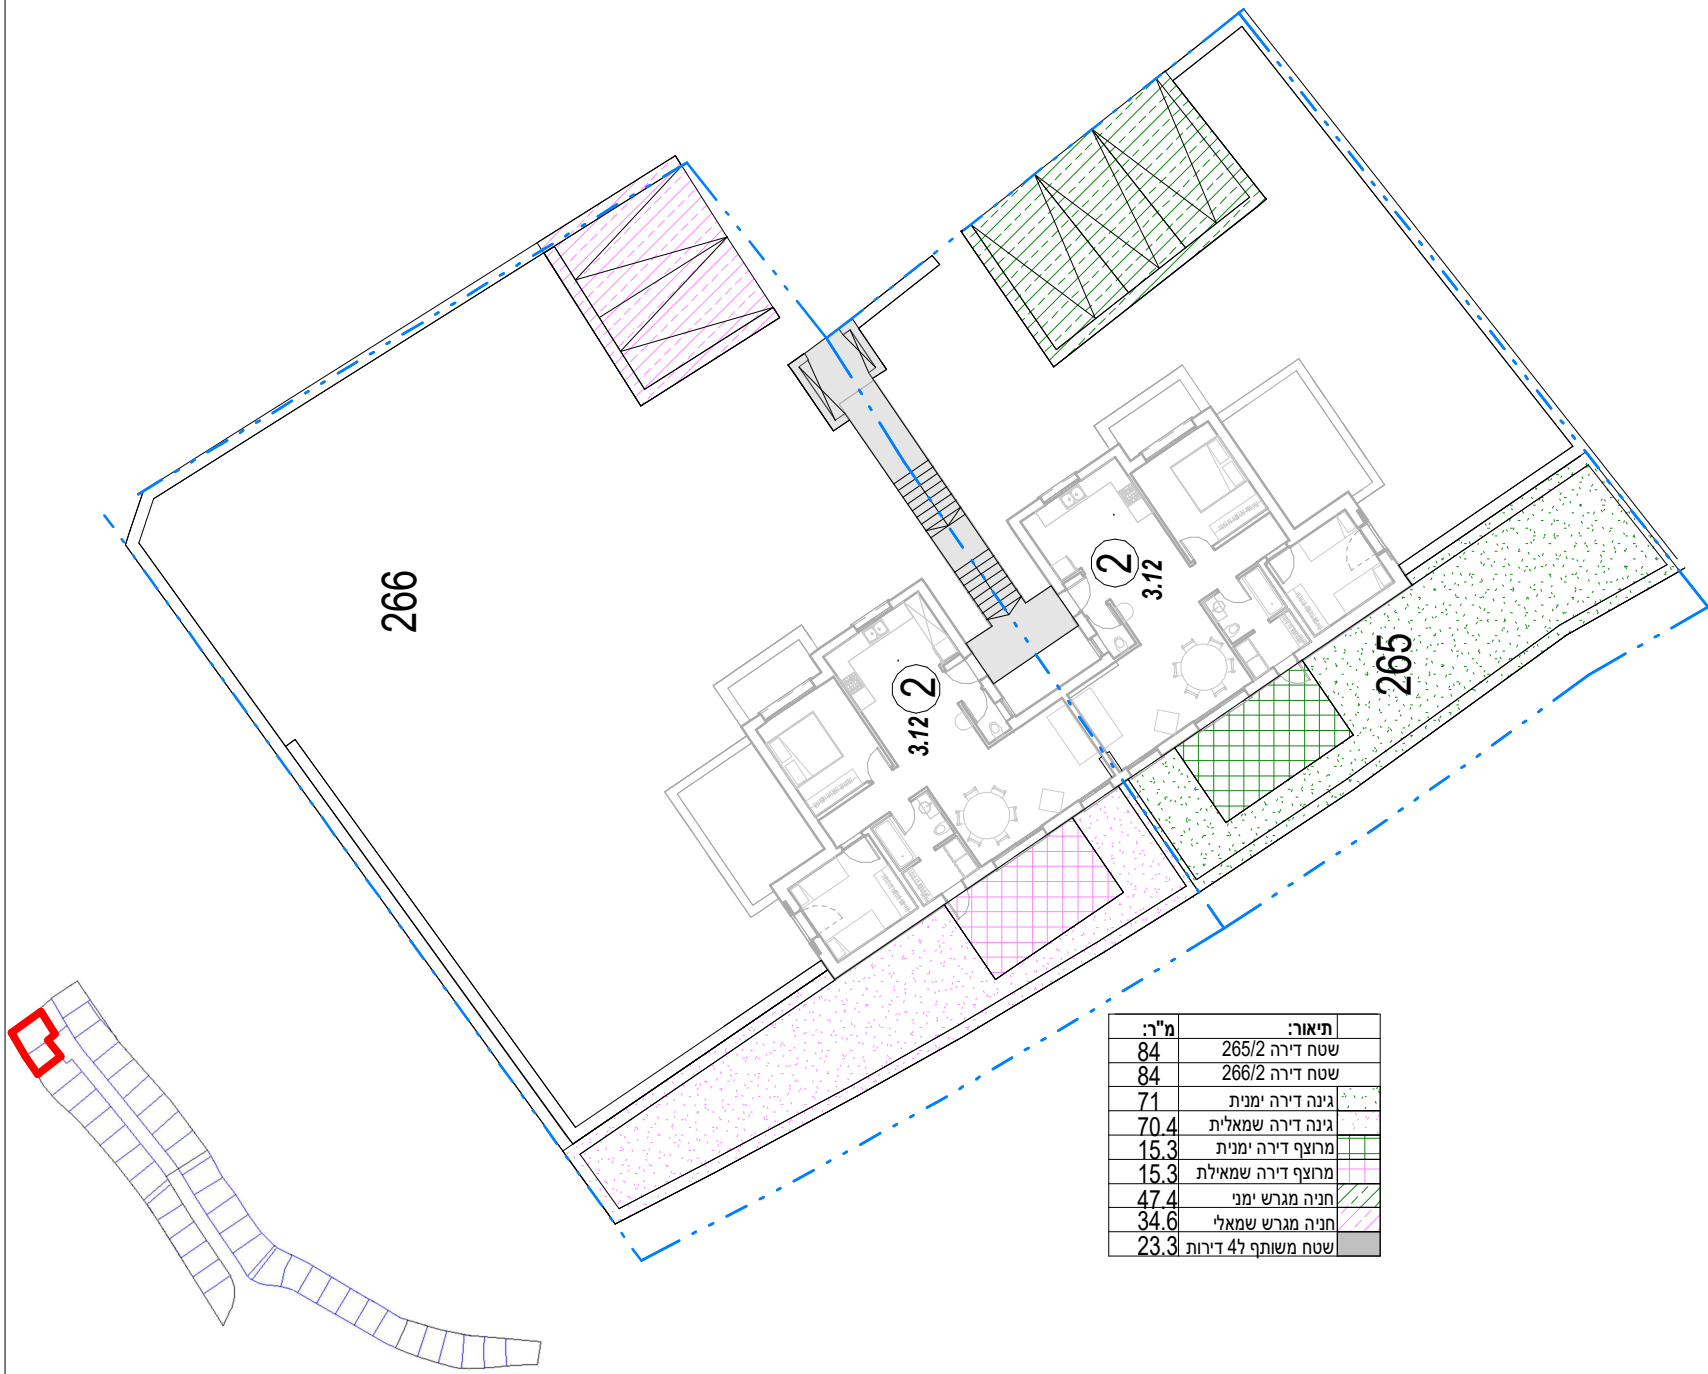 266
265
2
3.12
2
3.12
תיאור: מ"ר:
שטח דירה 265/2 84
שטח דירה 266/2 84
גינה דירה ימנית 71
גינה דירה שמאלית 70.4
מרוצף דירה ימנית 15.3
מרוצף דירה שמאילת 15.3
חניה מגרש ימני 47.4
חניה מגרש שמאלי 34.6
שטח משותף ל4 דירות 23.3